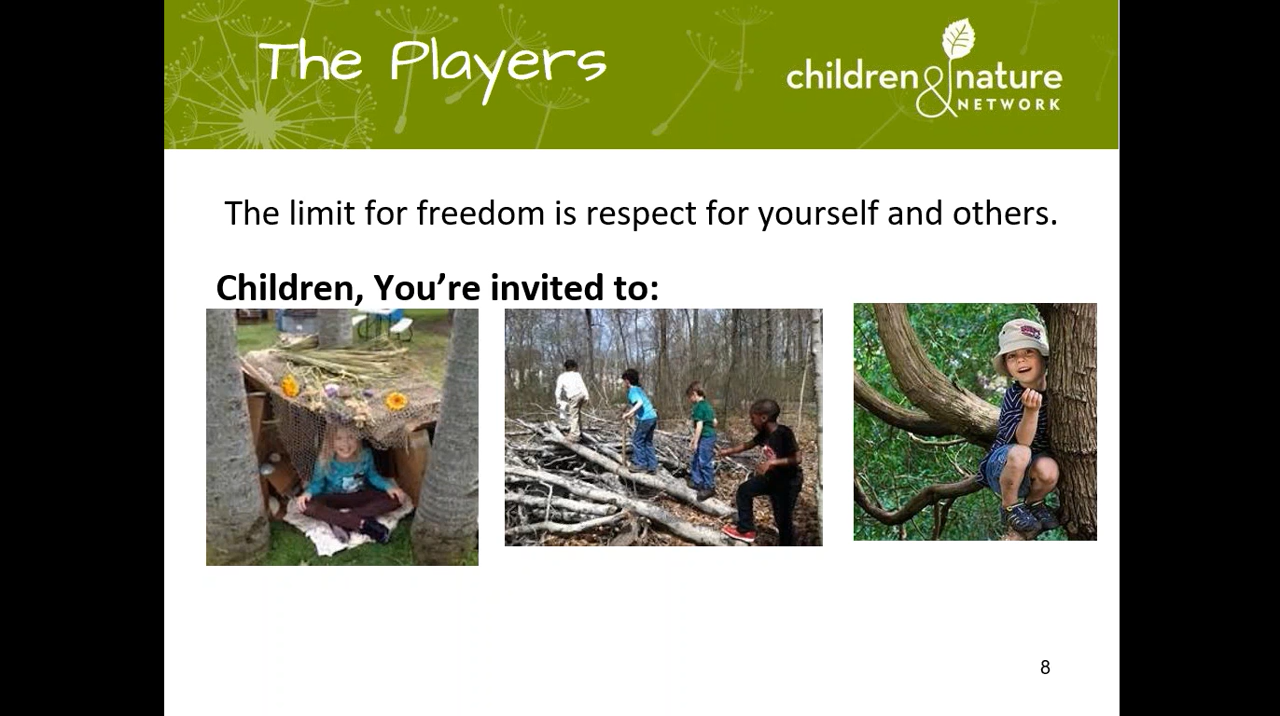 The Players
children & nature
NETWORK
The limit for freedom is respect for yourself and others.
Children, You’re invited to:
8